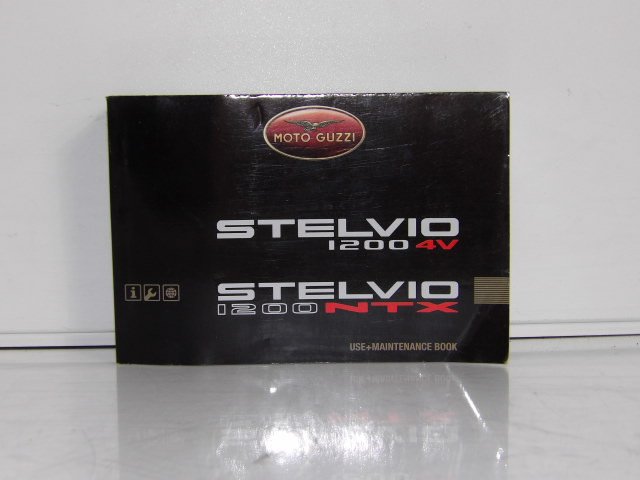 MOTO GUZZI
STELVIO
1200 4V
STELVIO
1200 NTX
USE+MAINTENANCE BOOK